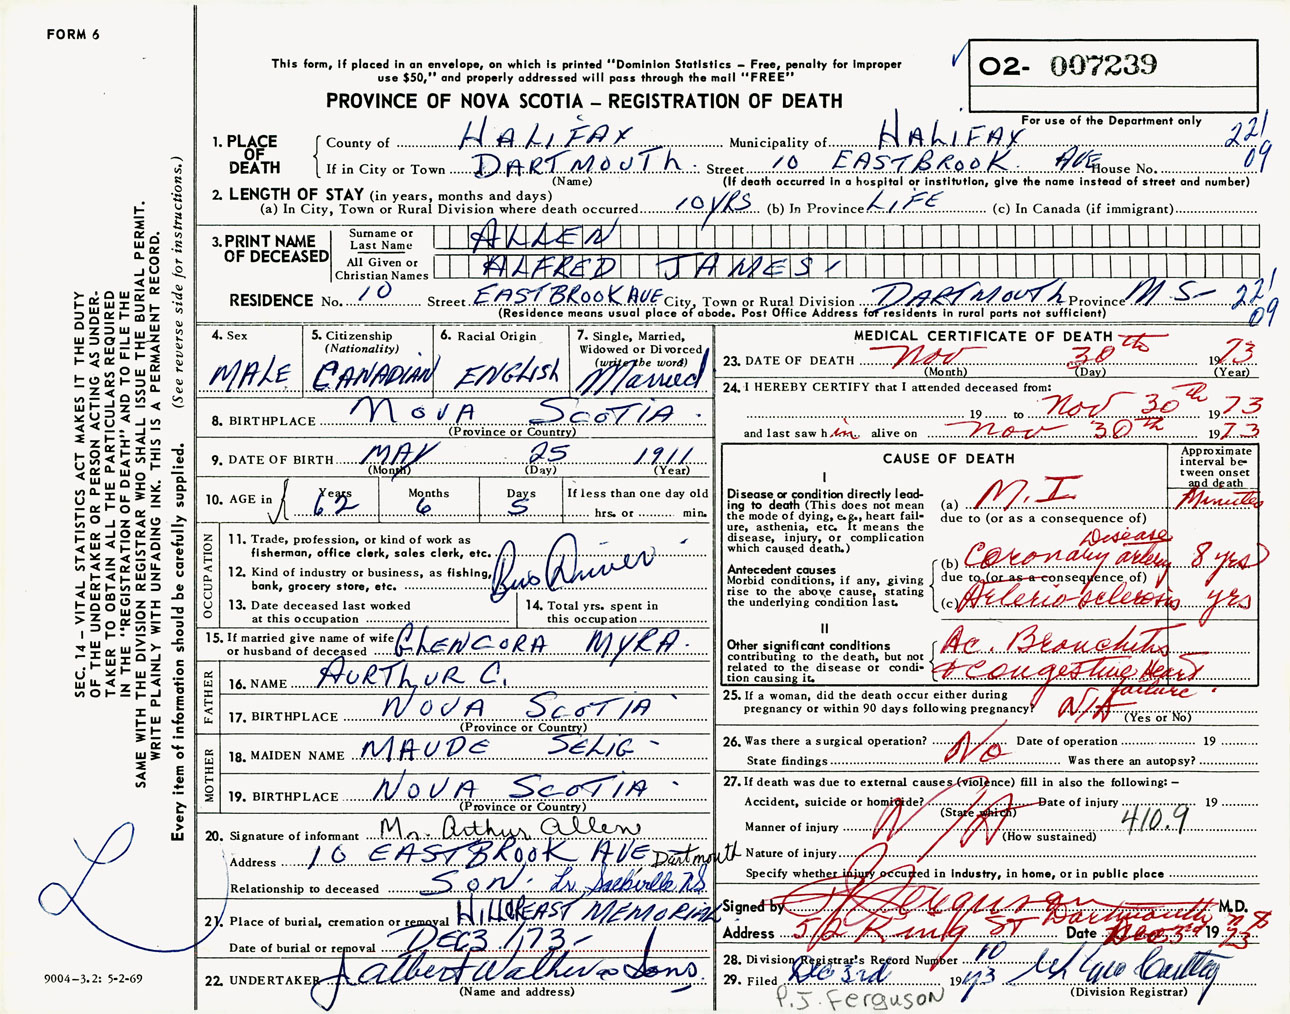 FORM 6
This form, if placed in an envelope, on which is printed "Dominion Statistics – Free, penalty for improper
use $50," and properly addressed will pass through the mail "FREE"
O2- 007239
For use of the Department only
PROVINCE OF NOVA SCOTIA – REGISTRATION OF DEATH
1. PLACE OF DEATH
County of HALIFAX Municipality of HALIFAX 221
If in City or Town DARTMOUTH Street 10 EASTBROOK AVE House No. 09
(Name) (If death occurred in a hospital or institution, give the name instead of street and number)
2. LENGTH OF STAY (in years, months and days)
(a) In City, Town or Rural Division where death occurred 10 YRS (b) In Province LIFE (c) In Canada (if immigrant)
3. PRINT NAME OF DECEASED
Surname or Last Name ALLEN
All Given or Christian Names ALFRED JAMES
RESIDENCE No. 10 Street EASTBROOK AVE City, Town or Rural Division DARTMOUTH Province N S- 221
(Residence means usual place of abode. Post Office Address for residents in rural parts not sufficient) 09
4. Sex
MALE
5. Citizenship
(Nationality)
CANADIAN
6. Racial Origin
ENGLISH
7. Single, Married,
Widowed or Divorced
(write the word)
Married
8. BIRTHPLACE NOVA SCOTIA
(Province or Country)
9. DATE OF BIRTH MAY 25 1911
(Month) (Day) (Year)
10. AGE in
Years Months Days If less than one day old
62 6 5 hrs. or min.
OCCUPATION
11. Trade, profession, or kind of work as
fisherman, office clerk, sales clerk, etc.
Bus Driver
12. Kind of industry or business, as fishing,
bank, grocery store, etc.
13. Date deceased last worked
at this occupation
14. Total yrs. spent in
this occupation
15. If married give name of wife
or husband of deceased GLENCORA MYRA
FATHER
16. NAME AURTHUR C.
17. BIRTHPLACE NOVA SCOTIA
(Province or Country)
MOTHER
18. MAIDEN NAME MAUDE SELIG
19. BIRTHPLACE NOVA SCOTIA
(Province or Country)
20. Signature of informant Mr. Arthur Allen
Address 10 EASTBROOK AVE Dartmouth
Relationship to deceased SON. Lr. Sackville N.S.
21. Place of burial, cremation or removal HILLCREAST MEMORIAL
Date of burial or removal DEC 3/73-
22. UNDERTAKER J Albert Walker & Sons
(Name and address)
MEDICAL CERTIFICATE OF DEATH
23. DATE OF DEATH Nov 30th 1973
(Month) (Day) (Year)
24. I HEREBY CERTIFY that I attended deceased from:
19 to Nov 30th 1973
and last saw him alive on Nov 30th 1973
CAUSE OF DEATH
Approximate
interval be-
tween onset
and death
I
Disease or condition directly lead-
ing to death (This does not mean
the mode of dying, e.g., heart fail-
ure, asthenia, etc. It means the
disease, injury, or complication
which caused death.)
(a) M. I Minutes
due to (or as a consequence of)
Antecedent causes
Morbid conditions, if any, giving
rise to the above cause, stating
the underlying condition last.
(b) Coronary artery Disease 8 yrs
due to (or as a consequence of)
(c) Arterio-sclerosis yrs
II
Other significant conditions
contributing to the death, but not
related to the disease or condi-
tion causing it.
Ac. Bronchitis
& Congestive Heart
failure
25. If a woman, did the death occur either during
pregnancy or within 90 days following pregnancy? N/A
(Yes or No)
26. Was there a surgical operation? No Date of operation 19
State findings Was there an autopsy?
27. If death was due to external causes (violence) fill in also the following: –
Accident, suicide or homicide? N/A Date of injury 19
(State which)
Manner of injury 410.9
(How sustained)
Nature of injury
Specify whether injury occurred in Industry, in home, or in public place
Signed by PJ Ferguson M.D.
Address 512 King St Dartmouth Date Dec 3rd 1973
28. Division Registrar's Record Number 10
29. Filed Dec 3rd 1973
(Division Registrar)
P.J. Ferguson
SEC. 14 – VITAL STATISTICS ACT MAKES IT THE DUTY
OF THE UNDERTAKER OR PERSON ACTING AS UNDER-
TAKER TO OBTAIN ALL THE PARTICULARS REQUIRED
IN THE "REGISTRATION OF DEATH" AND TO FILE THE
SAME WITH THE DIVISION REGISTRAR WHO SHALL ISSUE THE BURIAL PERMIT.
WRITE PLAINLY WITH UNFADING INK. THIS IS A PERMANENT RECORD.
Every item of information should be carefully supplied. (See reverse side for instructions.)
9004–3.2: 5-2-69